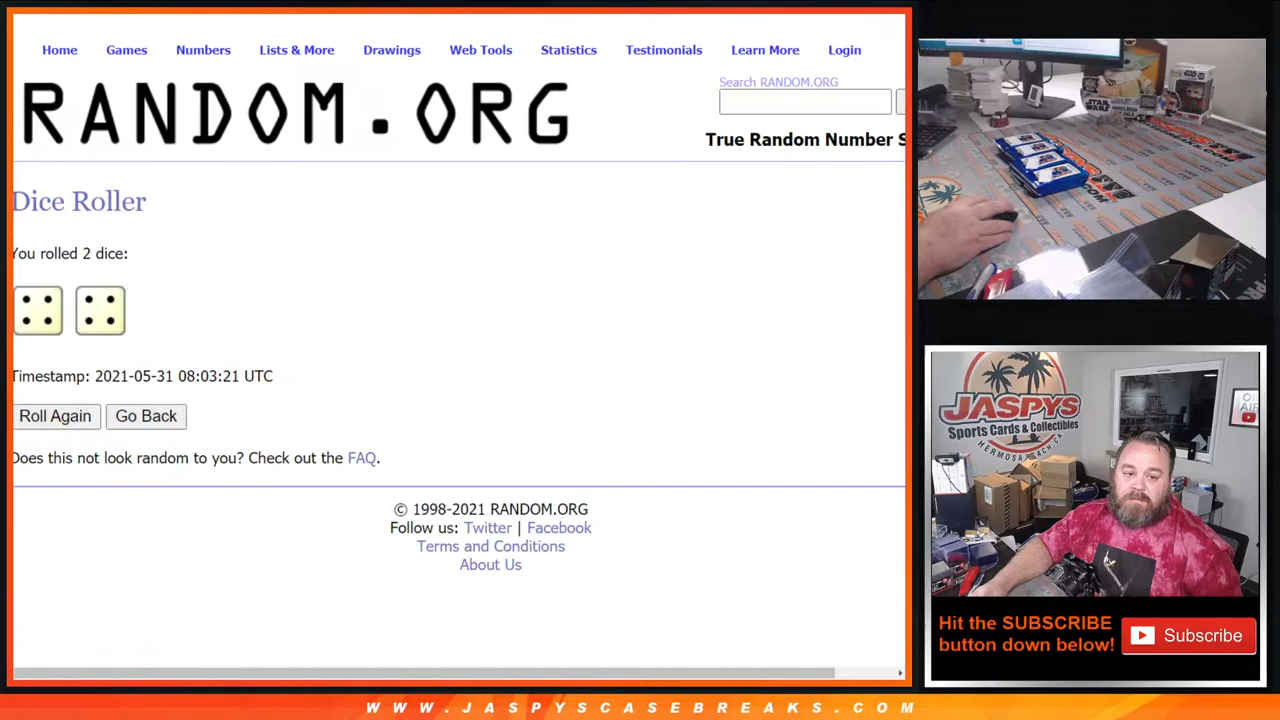 Home Games Numbers Lists & More Drawings Web Tools Statistics Testimonials Learn More Login
RANDOM.ORG
Search RANDOM.ORG
True Random Number S
Dice Roller
You rolled 2 dice:
Timestamp: 2021-05-31 08:03:21 UTC
Roll Again Go Back
Does this not look random to you? Check out the FAQ.
© 1998-2021 RANDOM.ORG
Follow us: Twitter | Facebook
Terms and Conditions
About Us
STAR WARS
JASPYS
Sports Cards & Collectibles
HERMOSA BEACH CA
ON AIR
Hit the SUBSCRIBE
button down below!
Subscribe
WWW.JASPYSCASEBREAKS.COM